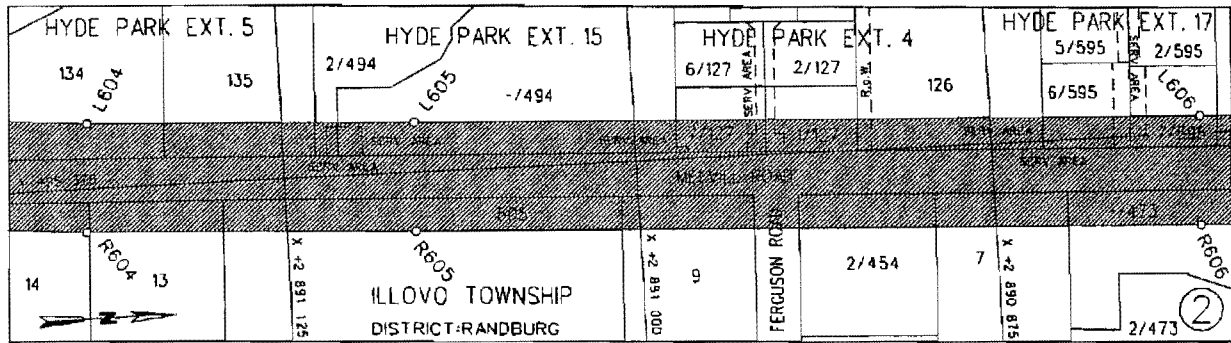 HYDE PARK EXT. 5
HYDE PARK EXT. 15
HYDE PARK EXT. 4
HYDE PARK EXT. 17
134
L604
135
2/494
L605
-/494
6/127
SERV AREA
2/127
R.o.W.
126
5/595
2/595
6/595
SERV AREA
L606
SERV AREA
SERV AREA
SERV AREA
SERV AREA
SERV AREA
MELVILL ROAD
-/473
14
R604
13
X +2 891 125
R605
ILLOVO TOWNSHIP
DISTRICT:RANDBURG
X +2 891 000
9
FERGUSON ROAD
2/454
7
X +2 890 875
R606
2/473
2
N